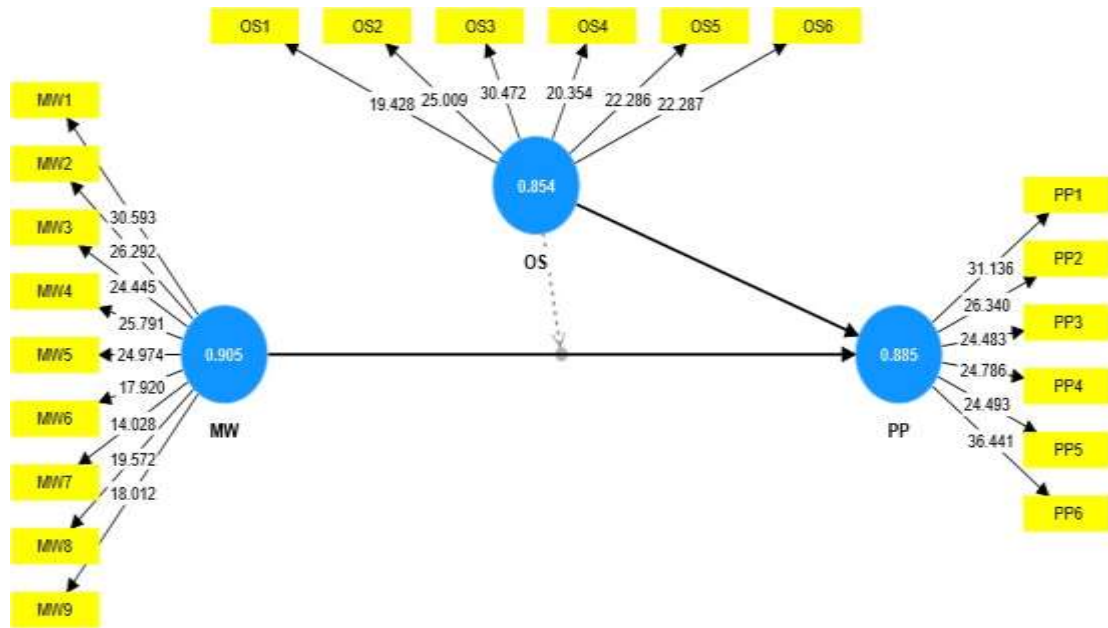 OS1 OS2 OS3 OS4 OS5 OS6
19.428 25.009 30.472 20.354 22.286 22.287
0.854
OS
MW1
MW2
MW3
MW4
MW5
MW6
MW7
MW8
MW9
30.593
26.292
24.445
25.791
24.974
17.920
14.028
19.572
18.012
0.905
MW
0.885
PP
31.136
26.340
24.483
24.786
24.493
36.441
PP1
PP2
PP3
PP4
PP5
PP6